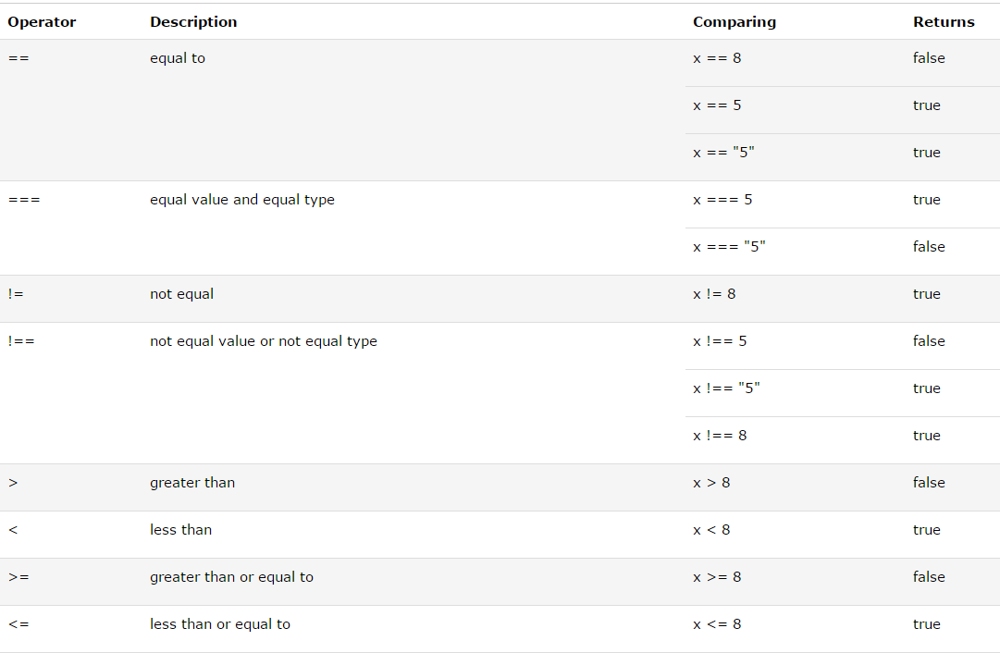 Operator Description Comparing Returns
== equal to x == 8 false
x == 5 true
x == "5" true
=== equal value and equal type x === 5 true
x === "5" false
!= not equal x != 8 true
!== not equal value or not equal type x !== 5 false
x !== "5" true
x !== 8 true
> greater than x > 8 false
< less than x < 8 true
>= greater than or equal to x >= 8 false
<= less than or equal to x <= 8 true